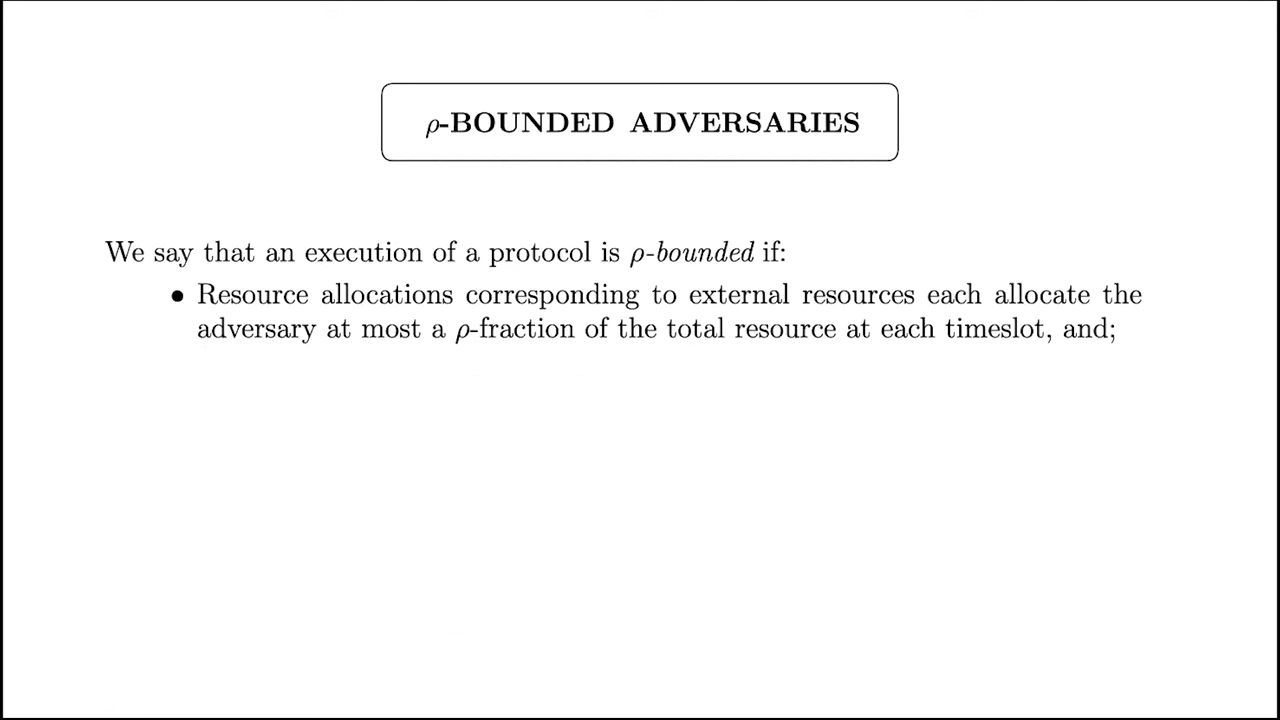 ρ-BOUNDED ADVERSARIES
We say that an execution of a protocol is ρ-bounded if:
• Resource allocations corresponding to external resources each allocate the
adversary at most a ρ-fraction of the total resource at each timeslot, and;